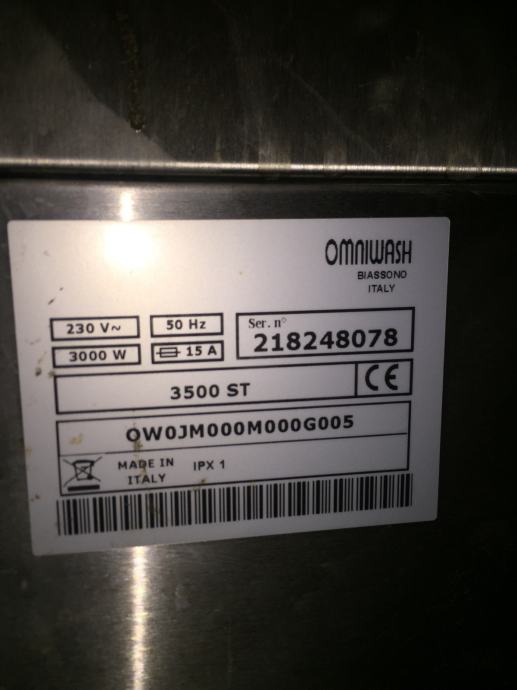 OMNIWASH
BIASSONO
ITALY
230 V~
50 Hz
Ser. n°
218248078
3000 W
15 A
3500 ST
CE
OW0JM000M000G005
MADE IN
ITALY
IPX 1